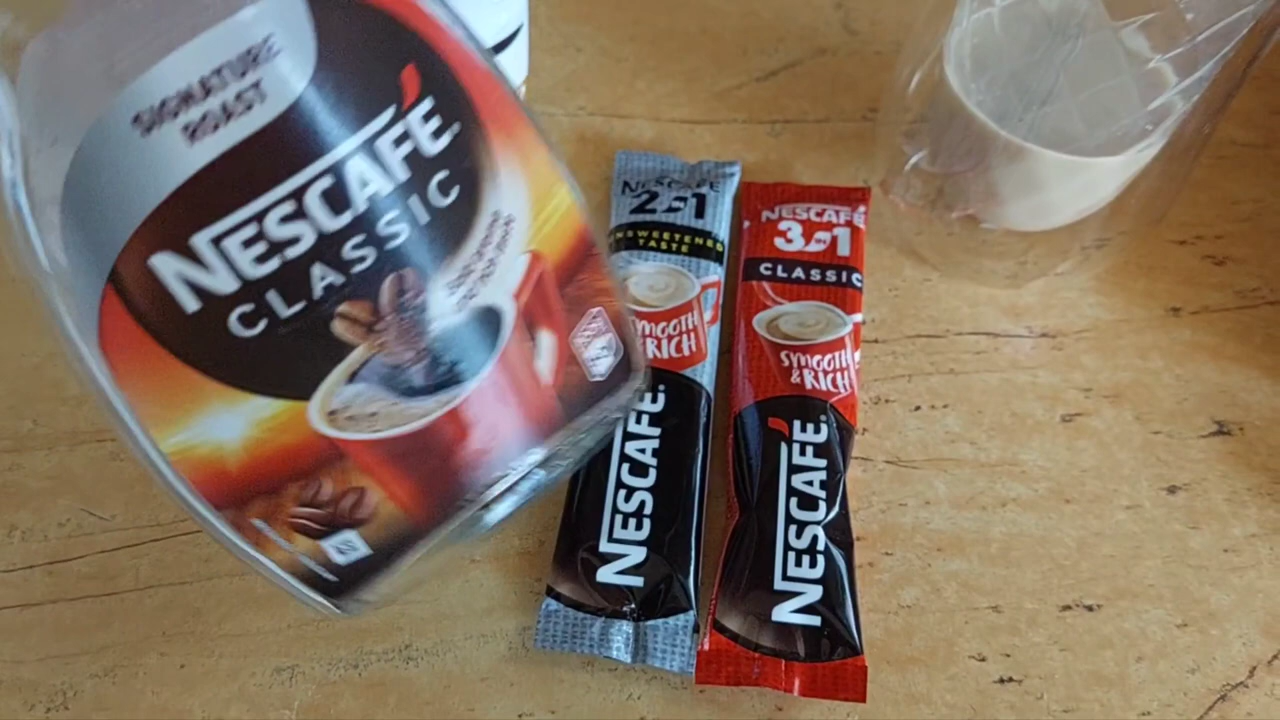 SIGNATURE
ROAST
NESCAFÉ
CLASSIC
NESCAFÉ
2in1
UNSWEETENED
TASTE
SMOOTH
& RICH
NESCAFÉ.
NESCAFÉ
3in1
CLASSIC
SMOOTH
& RICH
NESCAFÉ.